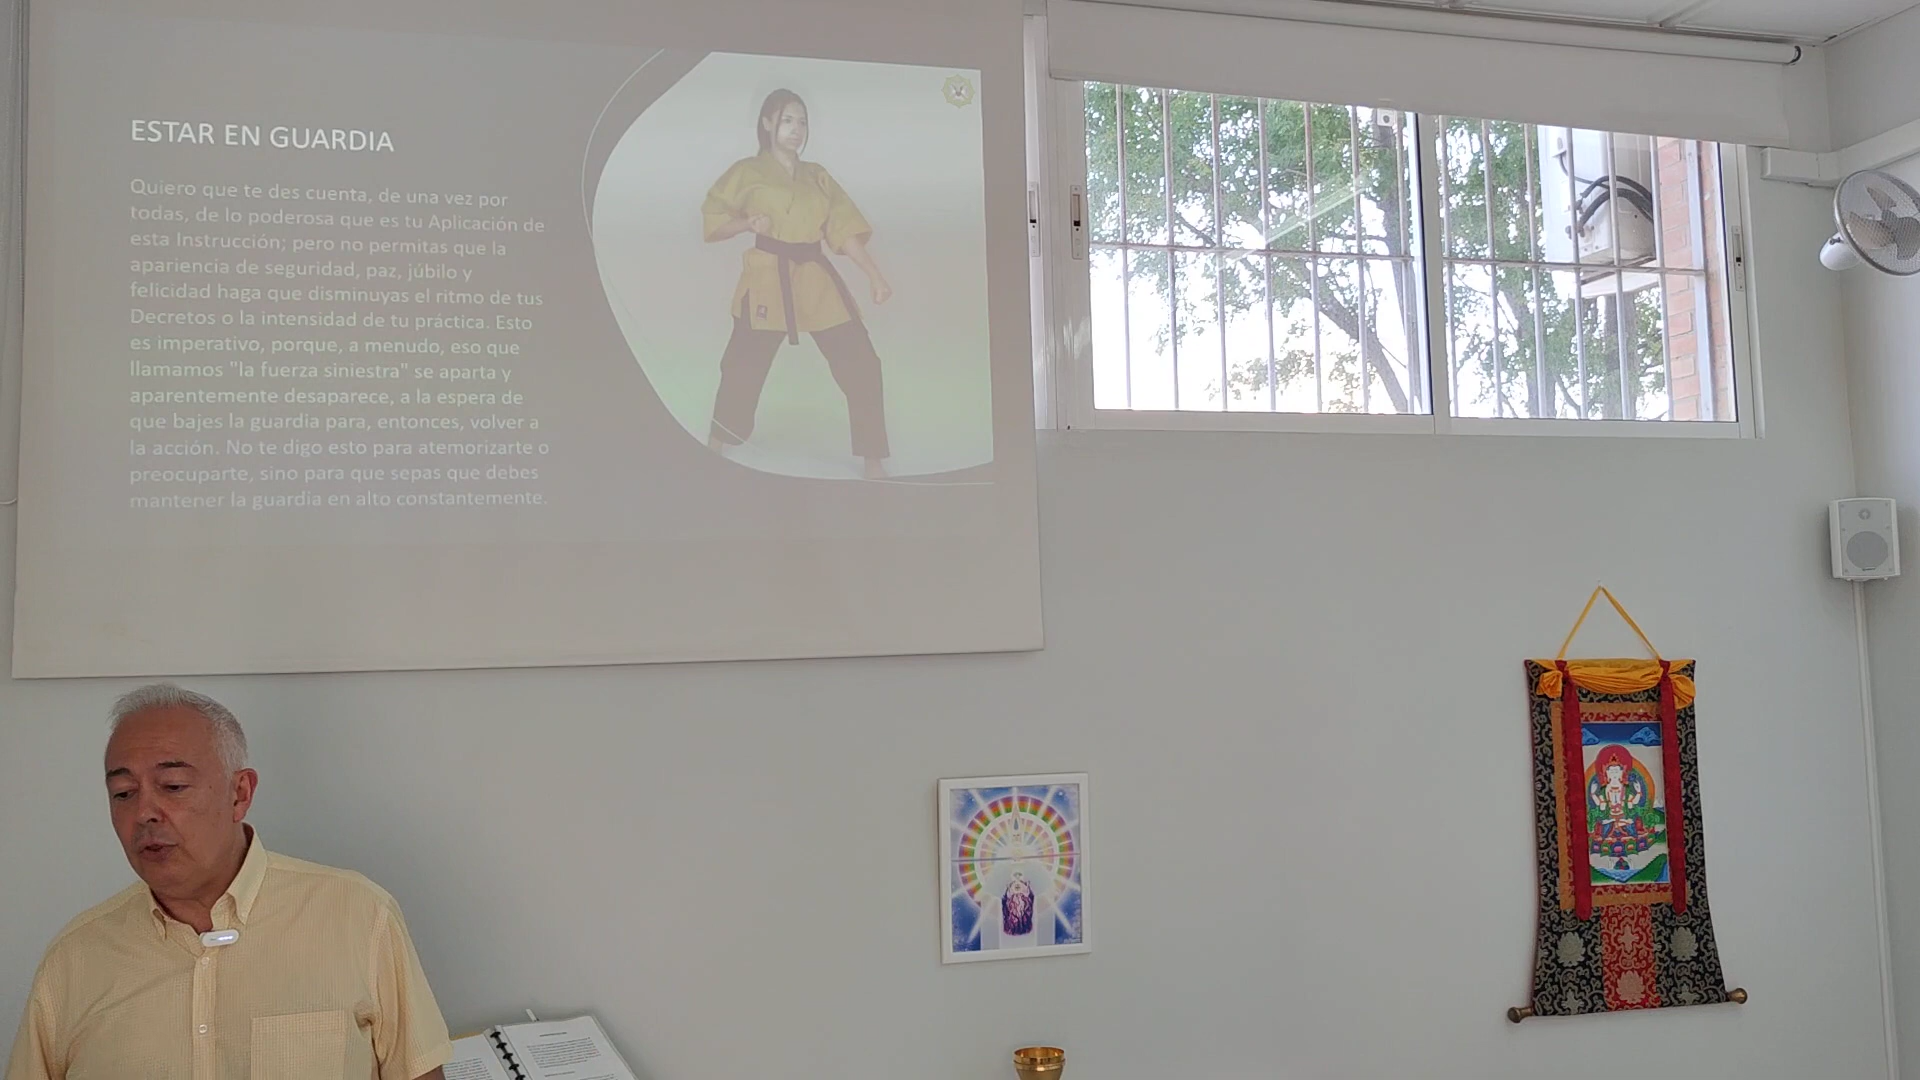 ESTAR EN GUARDIA
Quiero que te des cuenta, de una vez por
todas, de lo poderosa que es tu Aplicación de
esta Instrucción; pero no permitas que la
apariencia de seguridad, paz, júbilo y
felicidad haga que disminuyas el ritmo de tus
Decretos o la intensidad de tu práctica. Esto
es imperativo, porque, a menudo, eso que
llamamos "la fuerza siniestra" se aparta y
aparentemente desaparece, a la espera de
que bajes la guardia para, entonces, volver a
la acción. No te digo esto para atemorizarte o
preocuparte, sino para que sepas que debes
mantener la guardia en alto constantemente.